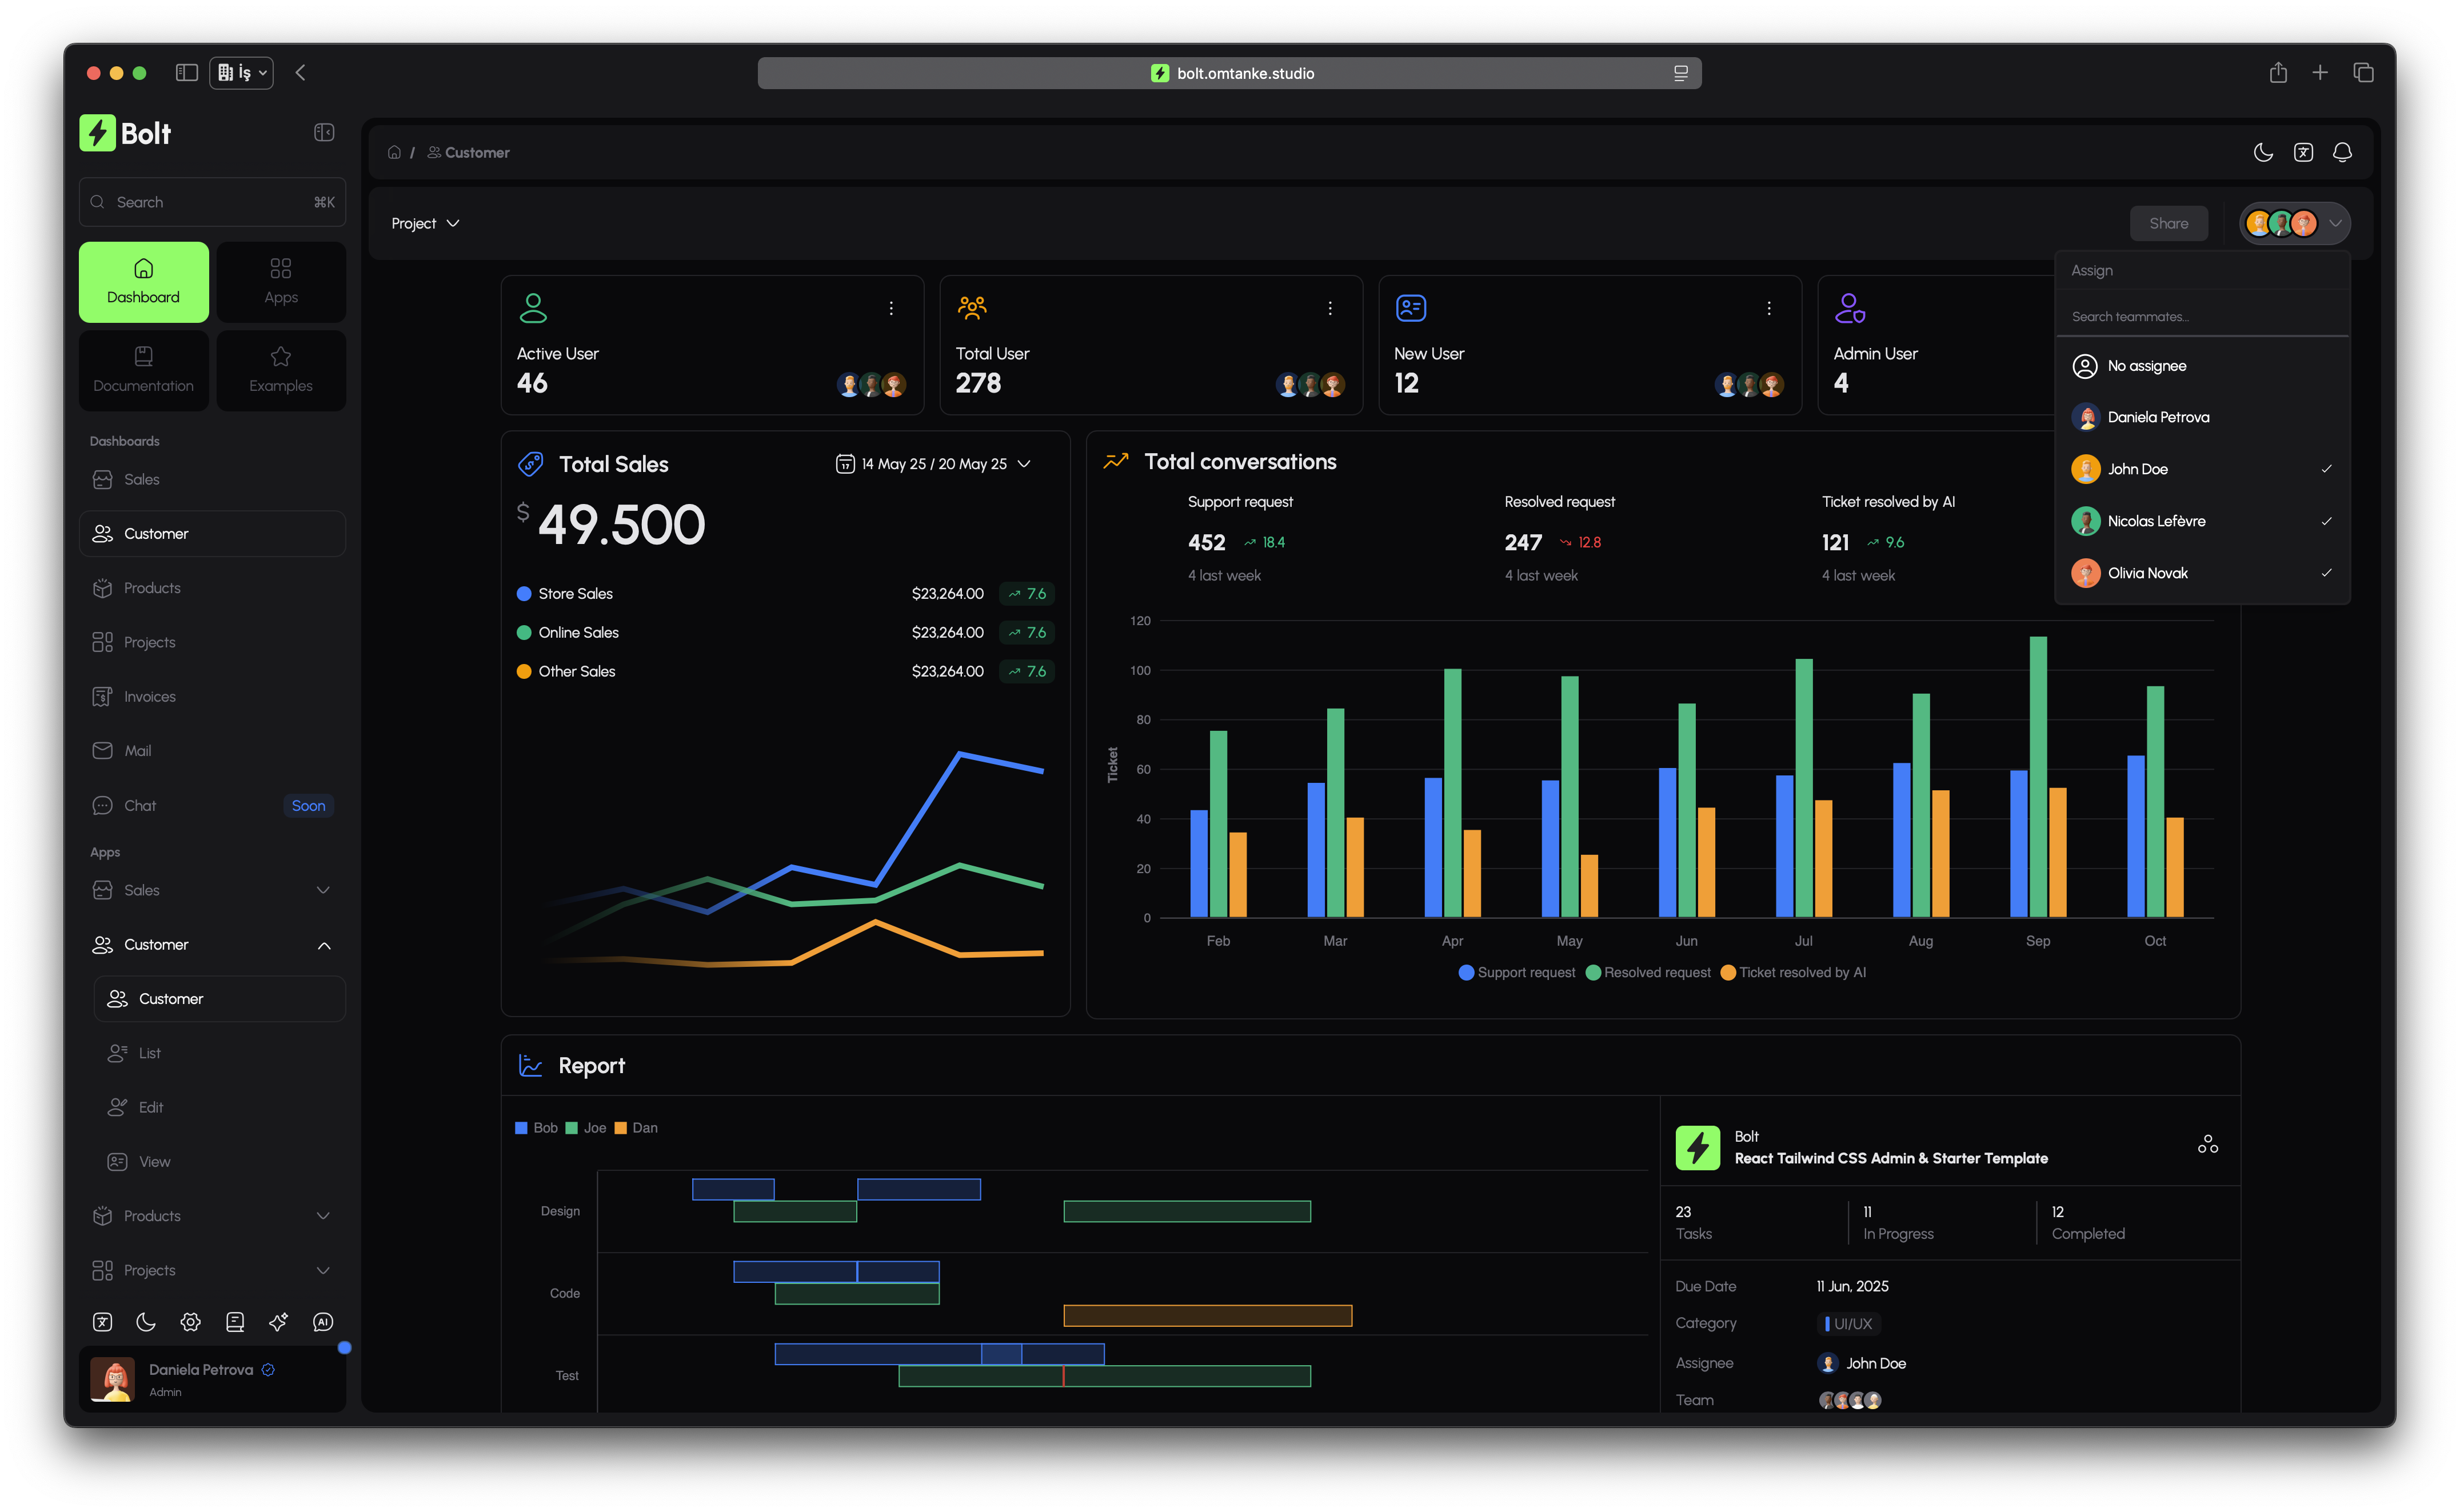 İş
bolt.omtanke.studio
Bolt
Search ⌘K
Dashboard
Apps
Documentation
Examples
Dashboards
Sales
Customer
Products
Projects
Invoices
Mail
Chat Soon
Apps
Sales
Customer
Customer
List
Edit
View
Products
Projects
AI
Daniela Petrova
Admin
/ Customer
Project
Share
Assign
Search teammates...
No assignee
Daniela Petrova
John Doe
Nicolas Lefèvre
Olivia Novak
Active User
46
Total User
278
New User
12
Admin User
4
Total Sales
17 14 May 25 / 20 May 25
$ 49.500
Store Sales $23,264.00 7.6
Online Sales $23,264.00 7.6
Other Sales $23,264.00 7.6
Total conversations
Support request
452 18.4
4 last week
Resolved request
247 12.8
4 last week
Ticket resolved by AI
121 9.6
4 last week
Ticket
120
100
80
60
40
20
0
Feb Mar Apr May Jun Jul Aug Sep Oct
Support request Resolved request Ticket resolved by AI
Report
Bob Joe Dan
Design
Code
Test
Bolt
React Tailwind CSS Admin & Starter Template
23
Tasks
11
In Progress
12
Completed
Due Date 11 Jun, 2025
Category UI/UX
Assignee John Doe
Team